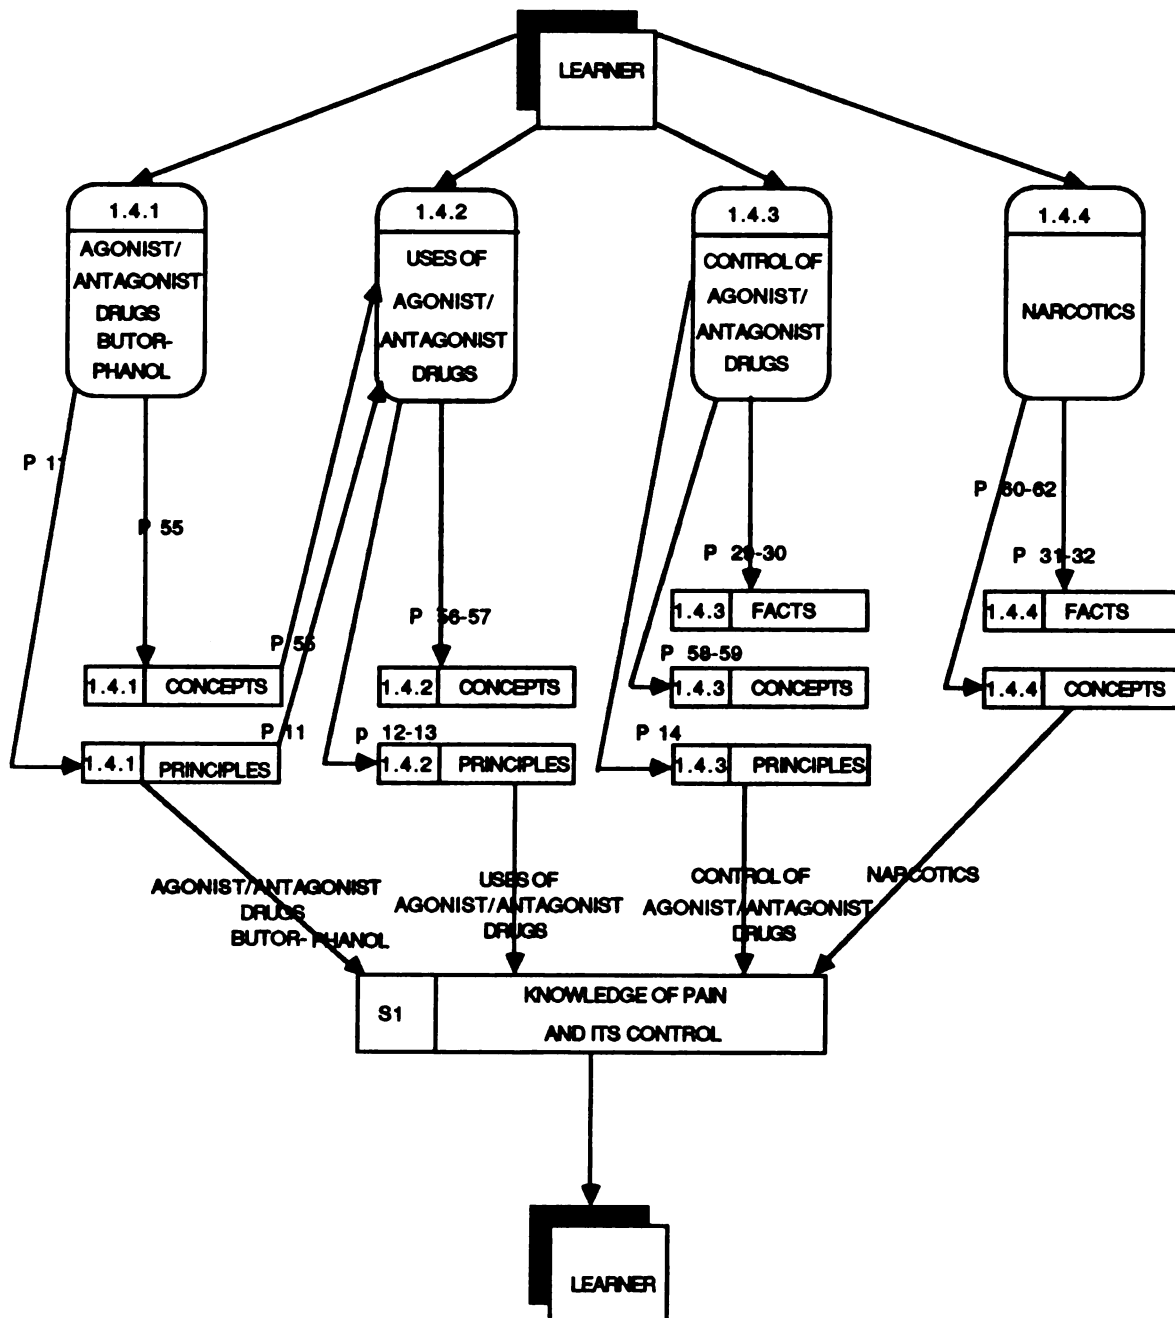 LEARNER
1.4.1
AGONIST/
ANTAGONIST
DRUGS
BUTOR-
PHANOL
1.4.2
USES OF
AGONIST/
ANTAGONIST
DRUGS
1.4.3
CONTROL OF
AGONIST/
ANTAGONIST
DRUGS
1.4.4
NARCOTICS
P 11
P 55
P 55
P 11
P 56-57
P 12-13
P 29-30
P 58-59
P 14
P 60-62
P 31-32
1.4.3 FACTS
1.4.4 FACTS
1.4.1 CONCEPTS
1.4.2 CONCEPTS
1.4.3 CONCEPTS
1.4.4 CONCEPTS
1.4.1 PRINCIPLES
1.4.2 PRINCIPLES
1.4.3 PRINCIPLES
AGONIST/ANTAGONIST
DRUGS
BUTOR-PHANOL
USES OF
AGONIST/ANTAGONIST
DRUGS
CONTROL OF
AGONIST/ANTAGONIST
DRUGS
NARCOTICS
S1
KNOWLEDGE OF PAIN
AND ITS CONTROL
LEARNER